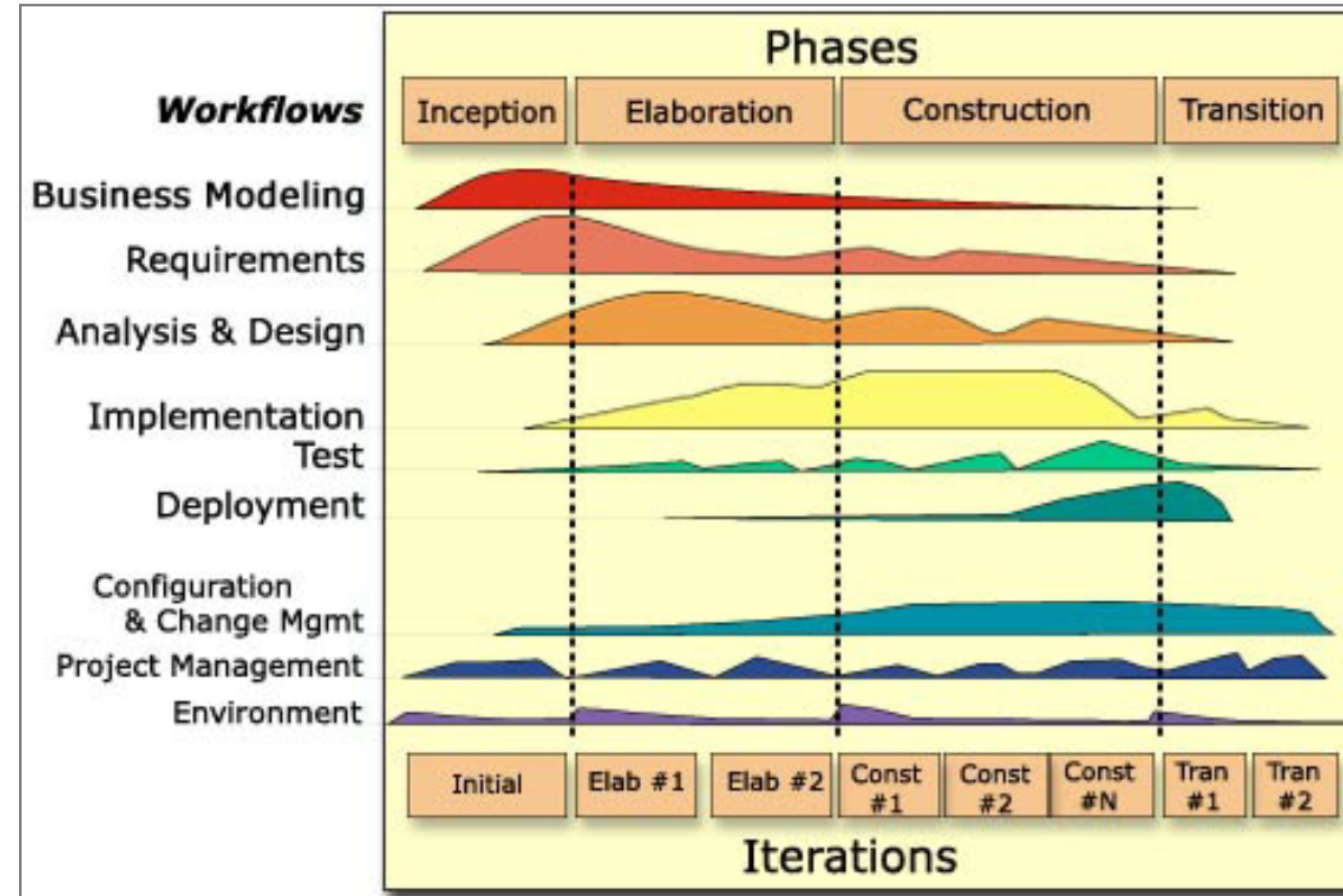 Phases
Workflows
Inception
Elaboration
Construction
Transition
Business Modeling
Requirements
Analysis & Design
Implementation
Test
Deployment
Configuration
& Change Mgmt
Project Management
Environment
Initial
Elab #1
Elab #2
Const
#1
Const
#2
Const
#N
Tran
#1
Tran
#2
Iterations